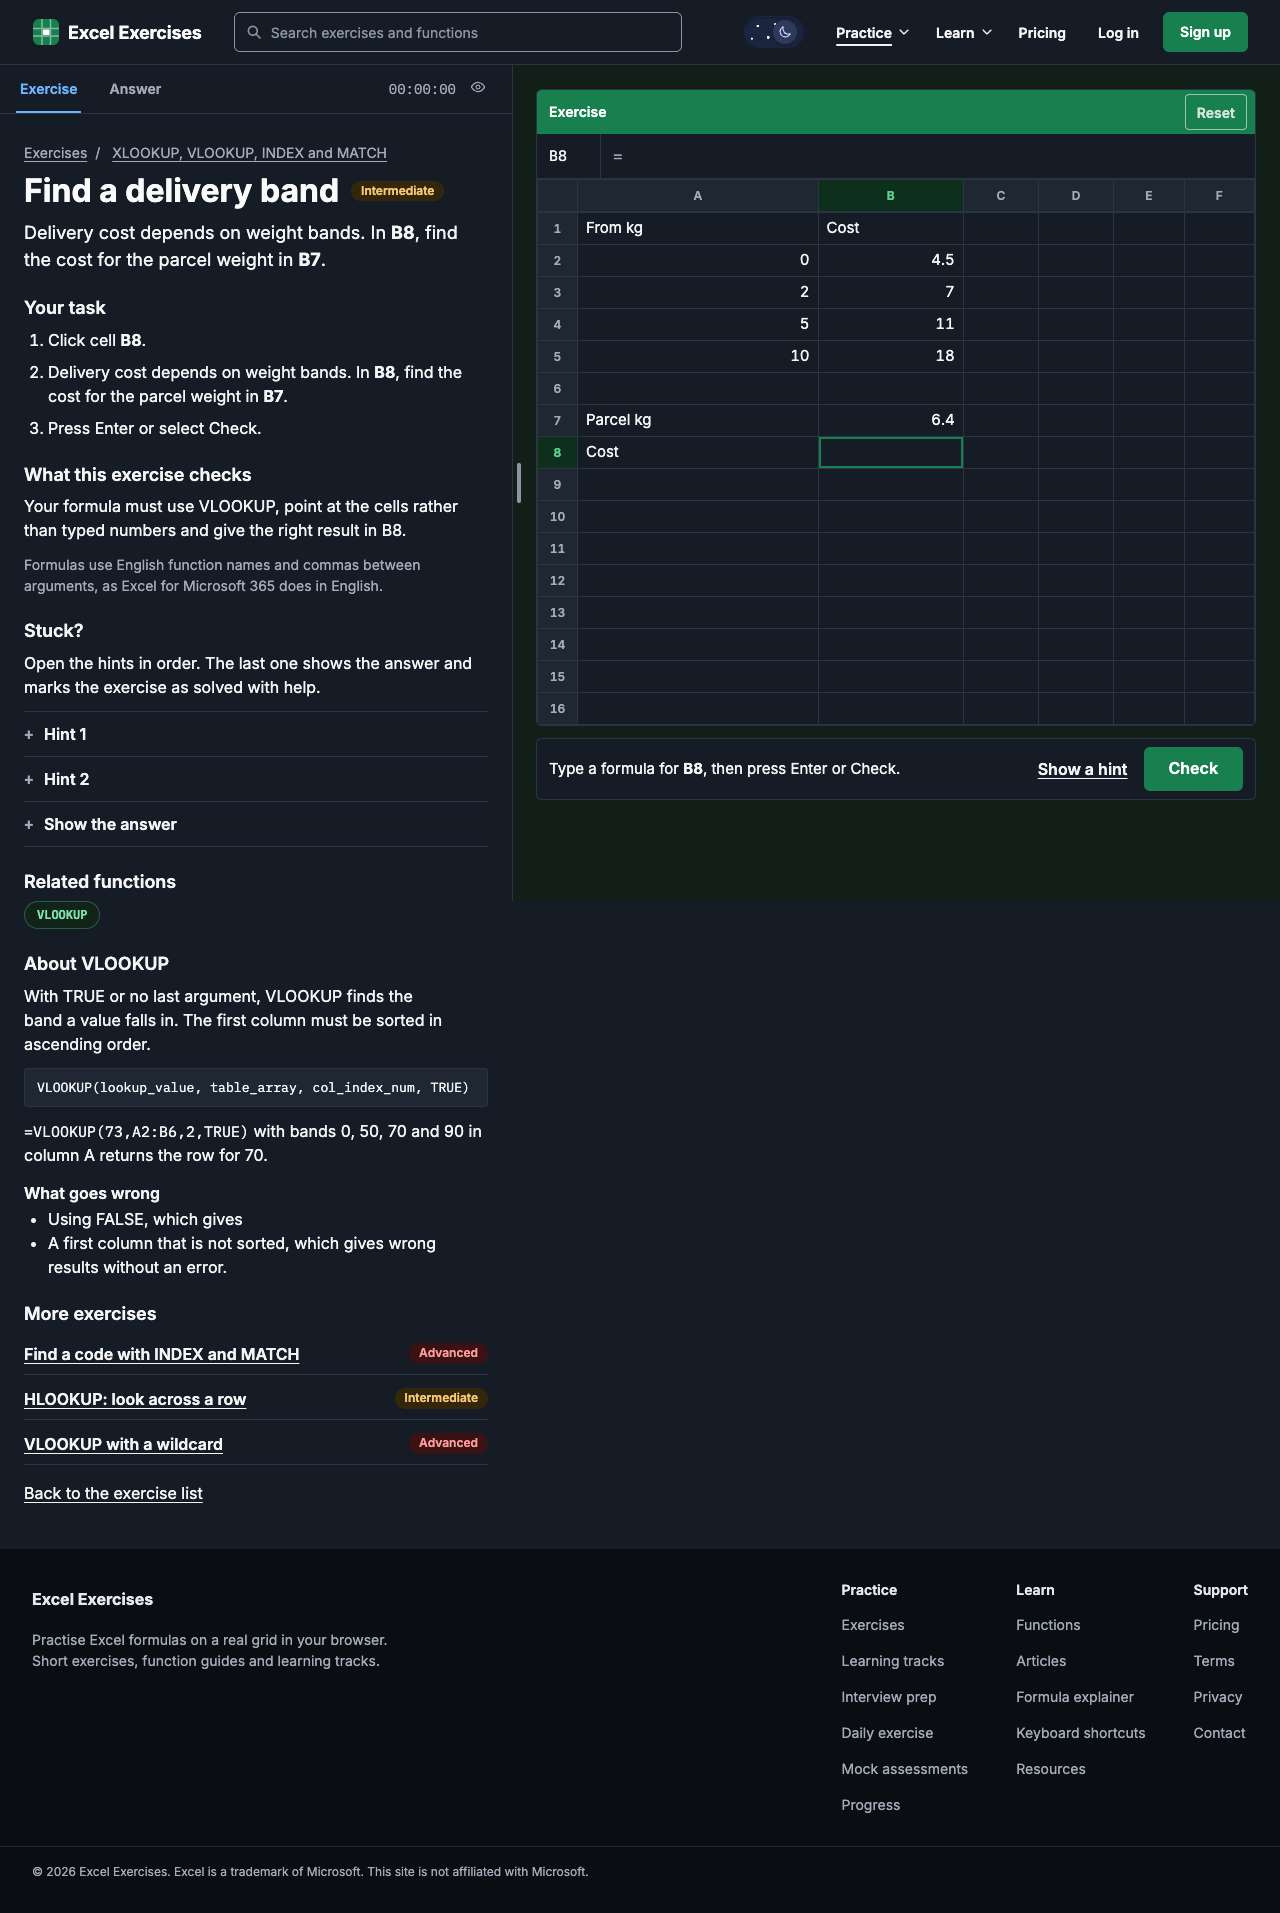 Excel Exercises
Search exercises and functions
Practice
Learn
Pricing
Log in
Sign up
Exercise
Answer
00:00:00
Exercises / XLOOKUP, VLOOKUP, INDEX and MATCH
Find a delivery band
Intermediate
Delivery cost depends on weight bands. In B8, find
the cost for the parcel weight in B7.
Your task
1. Click cell B8.
2. Delivery cost depends on weight bands. In B8, find the
cost for the parcel weight in B7.
3. Press Enter or select Check.
What this exercise checks
Your formula must use VLOOKUP, point at the cells rather
than typed numbers and give the right result in B8.
Formulas use English function names and commas between
arguments, as Excel for Microsoft 365 does in English.
Stuck?
Open the hints in order. The last one shows the answer and
marks the exercise as solved with help.
+ Hint 1
+ Hint 2
+ Show the answer
Related functions
VLOOKUP
About VLOOKUP
With TRUE or no last argument, VLOOKUP finds the
band a value falls in. The first column must be sorted in
ascending order.
VLOOKUP(lookup_value, table_array, col_index_num, TRUE)
=VLOOKUP(73,A2:B6,2,TRUE) with bands 0, 50, 70 and 90 in
column A returns the row for 70.
What goes wrong
• Using FALSE, which gives
• A first column that is not sorted, which gives wrong
results without an error.
More exercises
Find a code with INDEX and MATCH Advanced
HLOOKUP: look across a row Intermediate
VLOOKUP with a wildcard Advanced
Back to the exercise list
Exercise
Reset
B8 =
A B C D E F
1 From kg Cost
2 0 4.5
3 2 7
4 5 11
5 10 18
6
7 Parcel kg 6.4
8 Cost
9
10
11
12
13
14
15
16
Type a formula for B8, then press Enter or Check.
Show a hint
Check
Excel Exercises
Practise Excel formulas on a real grid in your browser.
Short exercises, function guides and learning tracks.
Practice
Exercises
Learning tracks
Interview prep
Daily exercise
Mock assessments
Progress
Learn
Functions
Articles
Formula explainer
Keyboard shortcuts
Resources
Support
Pricing
Terms
Privacy
Contact
© 2026 Excel Exercises. Excel is a trademark of Microsoft. This site is not affiliated with Microsoft.